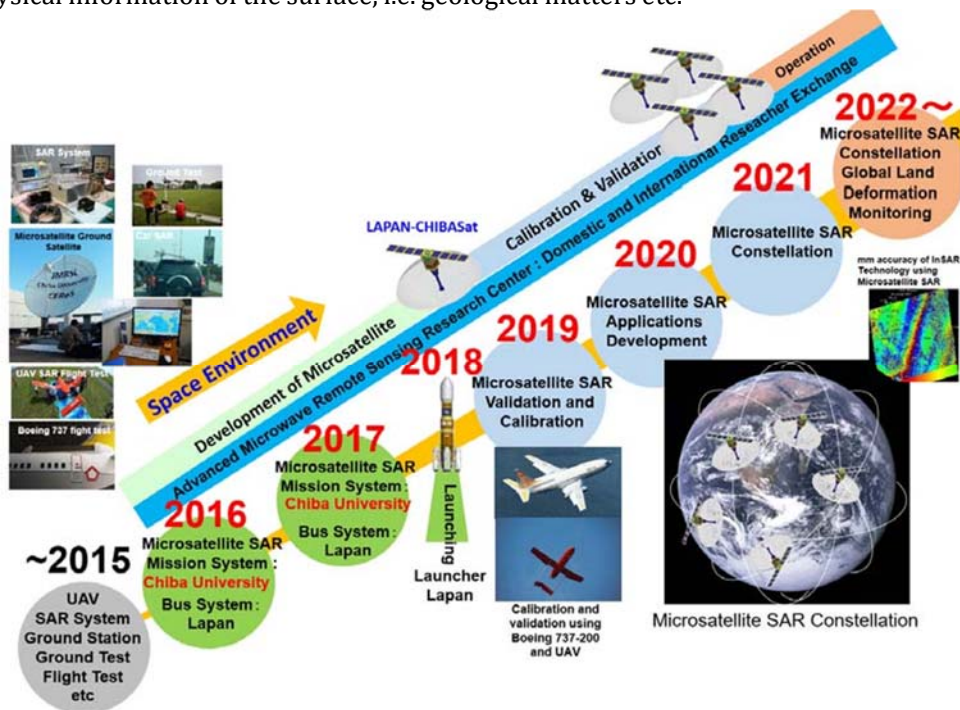 ysical information of the surface, i.e. geological matters etc.
SAR System
Ground Test
Microsatellite Ground
Satellite
Car SAR
JMRSL
Chiba University
CEReS
UAV SAR Flight Test
Boeing 737 fight test
Space Environment
Development of Microsatellite
Calibration & Validation
Operation
Advanced Microwave Remote Sensing Research Center : Domestic and International Reseacher Exchange
LAPAN-CHIBASat
~2015
UAV
SAR System
Ground Station
Ground Test
Flight Test
etc
2016
Microsatellite SAR
Mission System :
Chiba University
Bus System :
Lapan
2017
Microsatellite SAR
Mission System :
Chiba University
Bus System :
Lapan
2018
Launching
Launcher
Lapan
2019
Microsatellite SAR
Validation and
Calibration
Calibration and
validation using
Boeing 737-200
and UAV
2020
Microsatellite SAR
Applications
Development
2021
Microsatellite SAR
Constellation
2022~
Microsatellite SAR
Constellation
Global Land
Deformation
Monitoring
mm accuracy of InSAR
Technology using
Microsatellite SAR
Microsatellite SAR Constellation